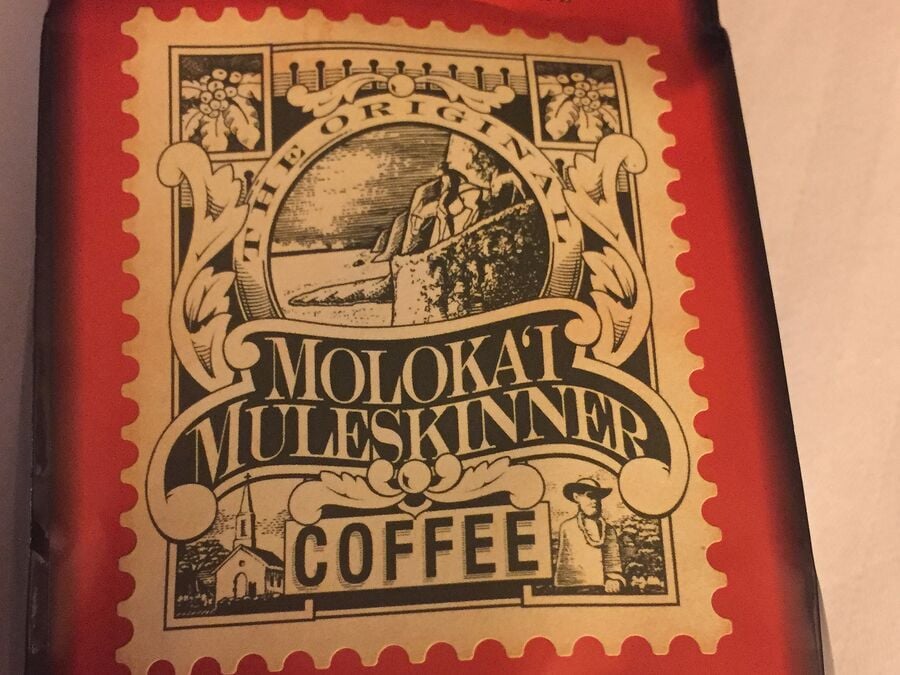 THE ORIGINAL
MOLOKA'I
MULESKINNER
COFFEE